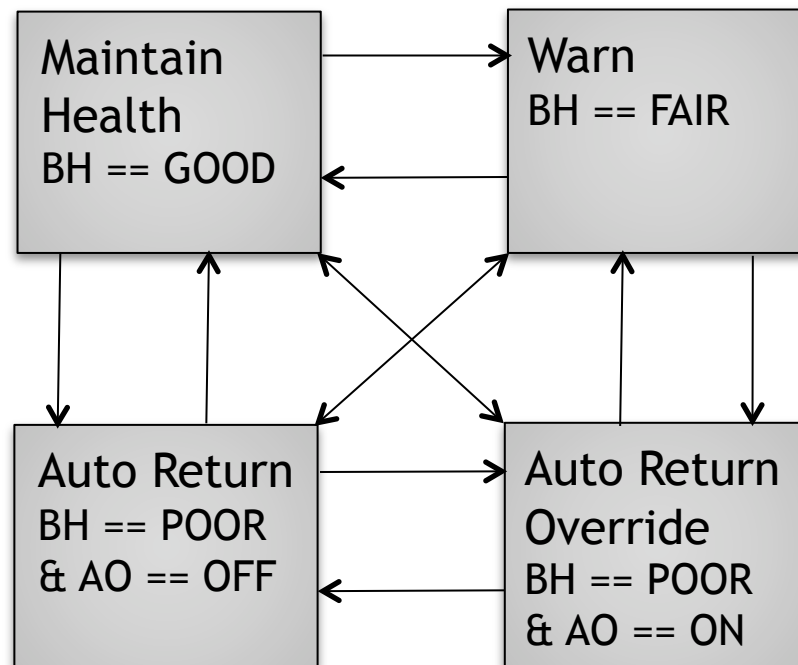 Maintain
Health
BH == GOOD
Warn
BH == FAIR
Auto Return
BH == POOR
& AO == OFF
Auto Return
Override
BH == POOR
& AO == ON